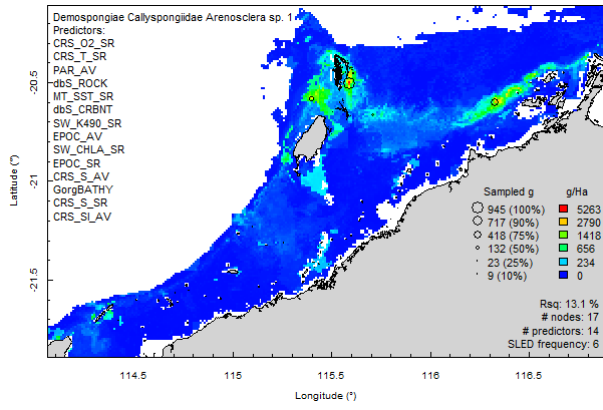 Demospongiae Callyspongiidae Arenosclera sp. 1
Predictors:
CRS_O2_SR
CRS_T_SR
PAR_AV
dbS_ROCK
MT_SST_SR
dbS_CRBNT
SW_K490_SR
EPOC_AV
SW_CHLA_SR
EPOC_SR
CRS_S_AV
GorgBATHY
CRS_S_SR
CRS_SI_AV
-20.5
-21
-21.5
Latitude (°)
Sampled g g/Ha
945 (100%) 5263
717 (90%) 2790
418 (75%) 1418
132 (50%) 656
23 (25%) 234
9 (10%) 0
Rsq: 13.1 %
# nodes: 17
# predictors: 14
SLED frequency: 6
114.5 115 115.5 116 116.5
Longitude (°)